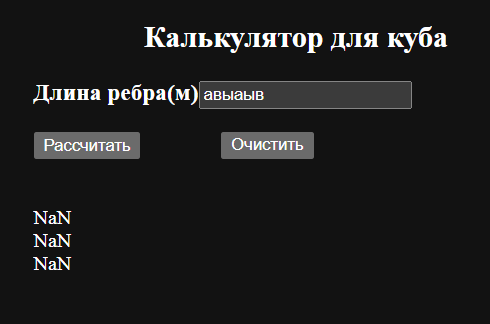 Калькулятор для куба
Длина ребра(м) авыаыв
Рассчитать Очистить
NaN
NaN
NaN